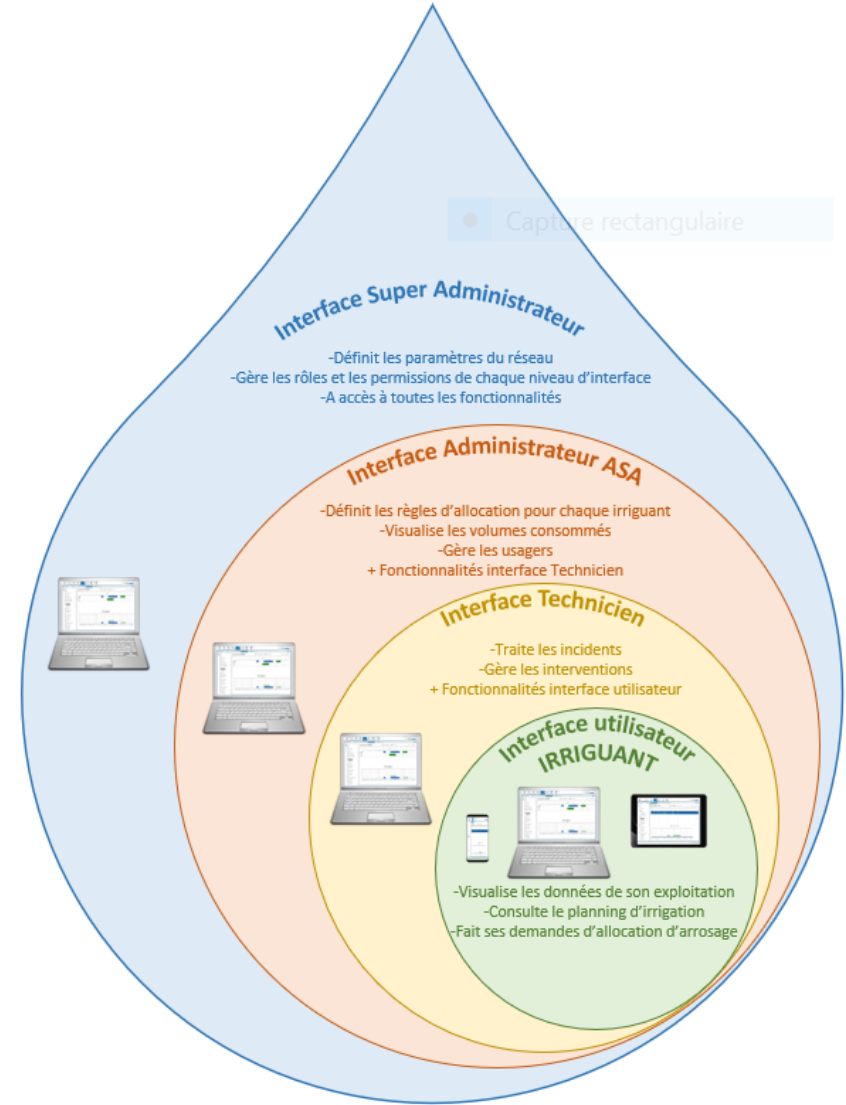 Capture rectangulaire
Interface Super Administrateur
-Définit les paramètres du réseau
-Gère les rôles et les permissions de chaque niveau d'interface
-A accès à toutes les fonctionnalités
Interface Administrateur ASA
-Définit les règles d'allocation pour chaque irriguant
-Visualise les volumes consommés
-Gère les usagers
+ Fonctionnalités interface Technicien
Interface Technicien
-Traite les incidents
-Gère les interventions
+ Fonctionnalités interface utilisateur
Interface utilisateur
IRRIGUANT
-Visualise les données de son exploitation
-Consulte le planning d'irrigation
-Fait ses demandes d'allocation d'arrosage